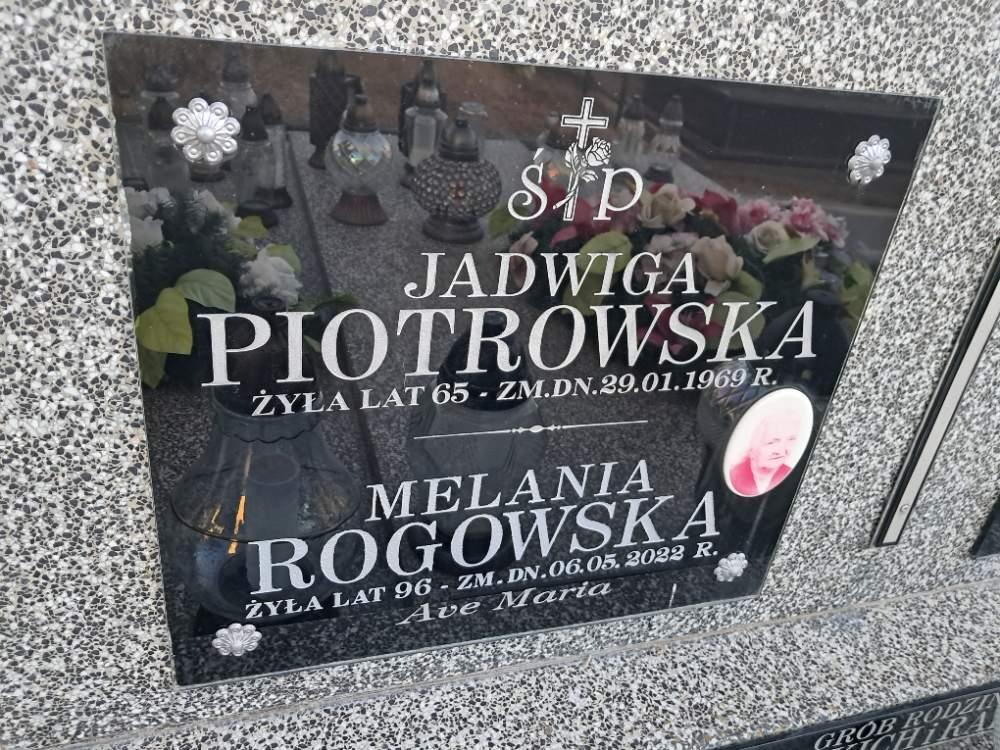 ŚP
JADWIGA
PIOTROWSKA
ŻYŁA LAT 65 - ZM.DN.29.01.1969 R.
MELANIA
ROGOWSKA
ŻYŁA LAT 96 - ZM.DN.06.05.2022 R.
Ave Maria
GRÓB